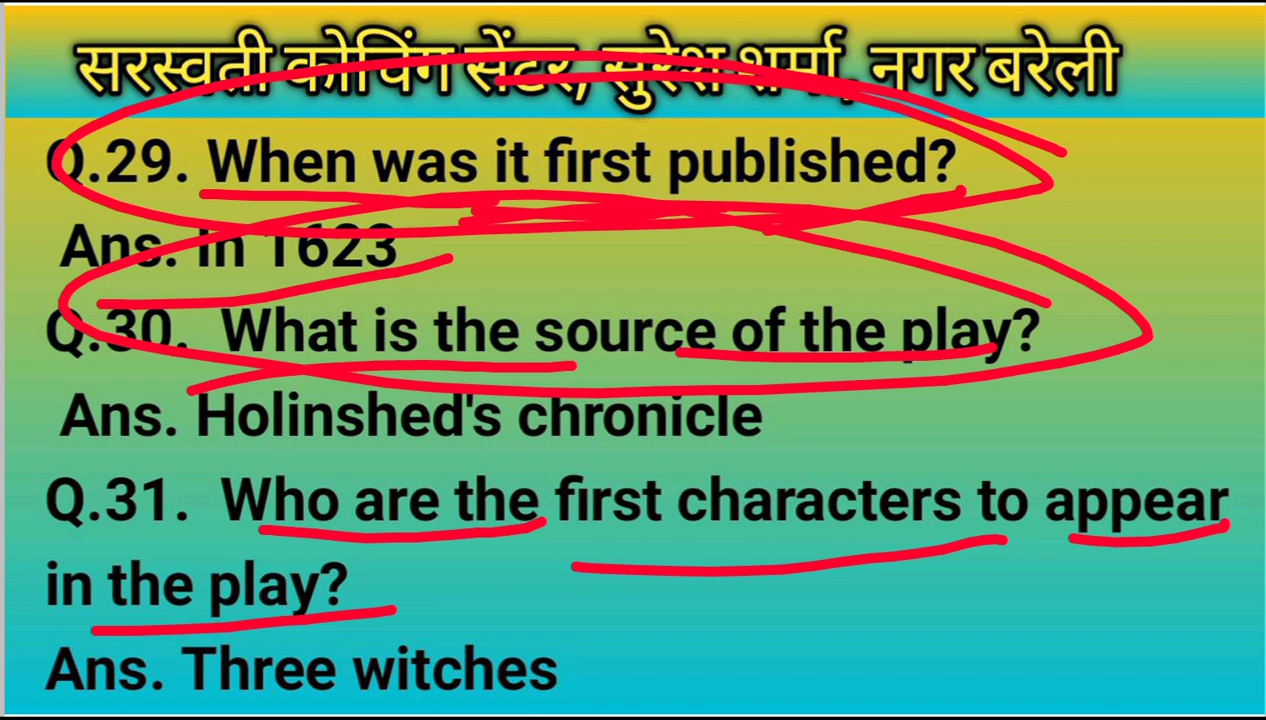 सरस्वती कोचिंग सेंटर, सुरेश शर्मा, नगर बरेली
Q.29. When was it first published?
Ans. In 1623
Q.30. What is the source of the play?
Ans. Holinshed's chronicle
Q.31. Who are the first characters to appear
in the play?
Ans. Three witches